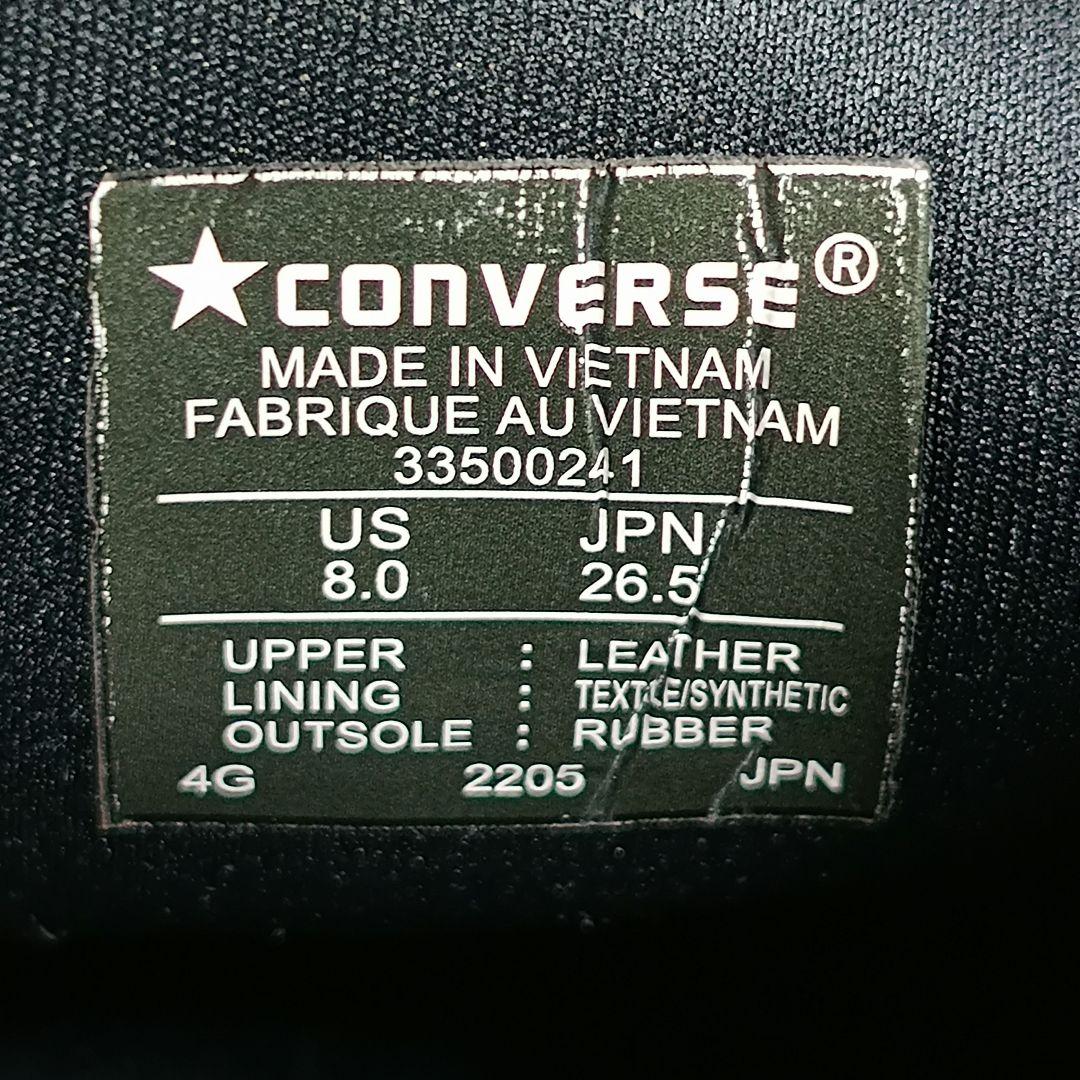 ★CONVERSE®
MADE IN VIETNAM
FABRIQUE AU VIETNAM
33500241
US JPN
8.0 26.5
UPPER : LEATHER
LINING : TEXTILE/SYNTHETIC
OUTSOLE : RUBBER
4G 2205 JPN